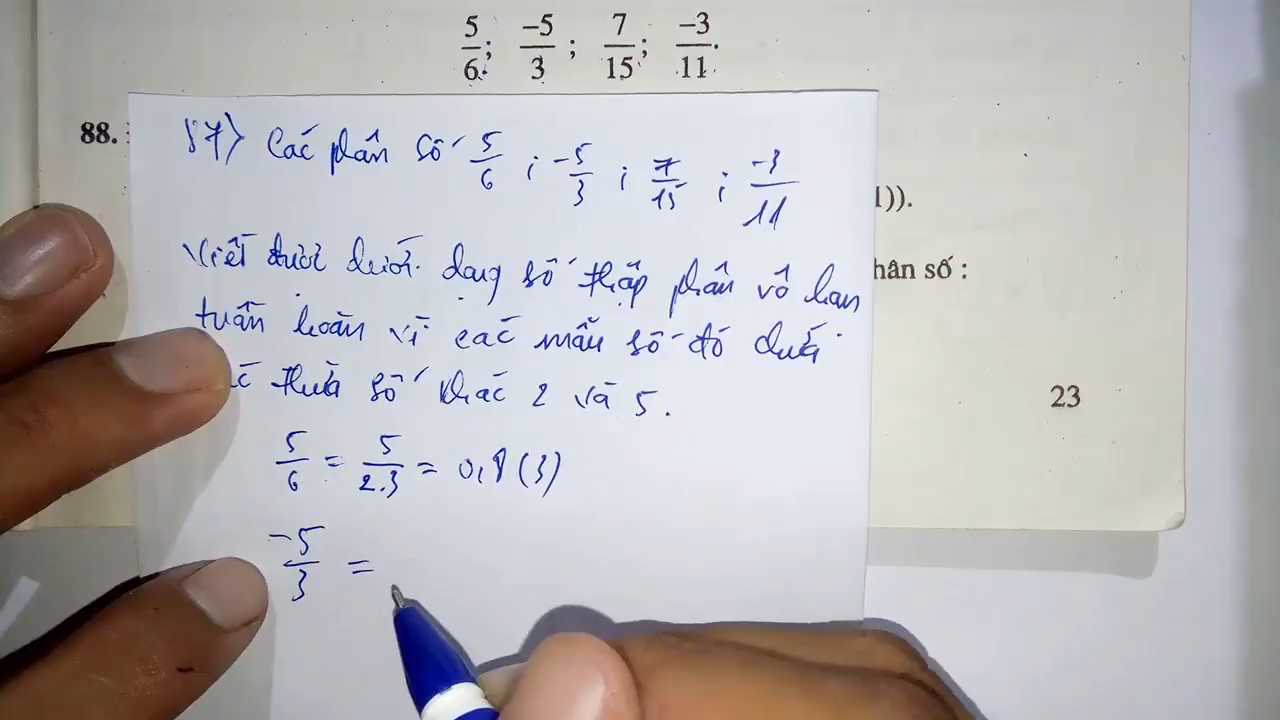 5/6; -5/3; 7/15; -3/11.
88.
87) Các phân số 5/6 ; -5/3 ; 7/15 ; -3/11
1)).
viết được dưới dạng số thập phân vô hạn
hân số :
tuần hoàn vì các mẫu số đó chứa
thừa số khác 2 và 5.
23
5/6 = 5/2.3 = 0,8(3)
-5/3 =